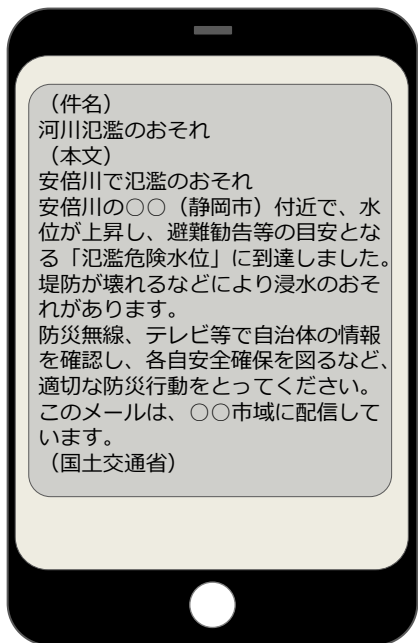 （件名）
河川氾濫のおそれ
（本文）
安倍川で氾濫のおそれ
安倍川の○○（静岡市）付近で、水
位が上昇し、避難勧告等の目安とな
る「氾濫危険水位」に到達しました。
堤防が壊れるなどにより浸水のおそ
れがあります。
防災無線、テレビ等で自治体の情報
を確認し、各自安全確保を図るなど、
適切な防災行動をとってください。
このメールは、○○市域に配信して
います。
（国土交通省）